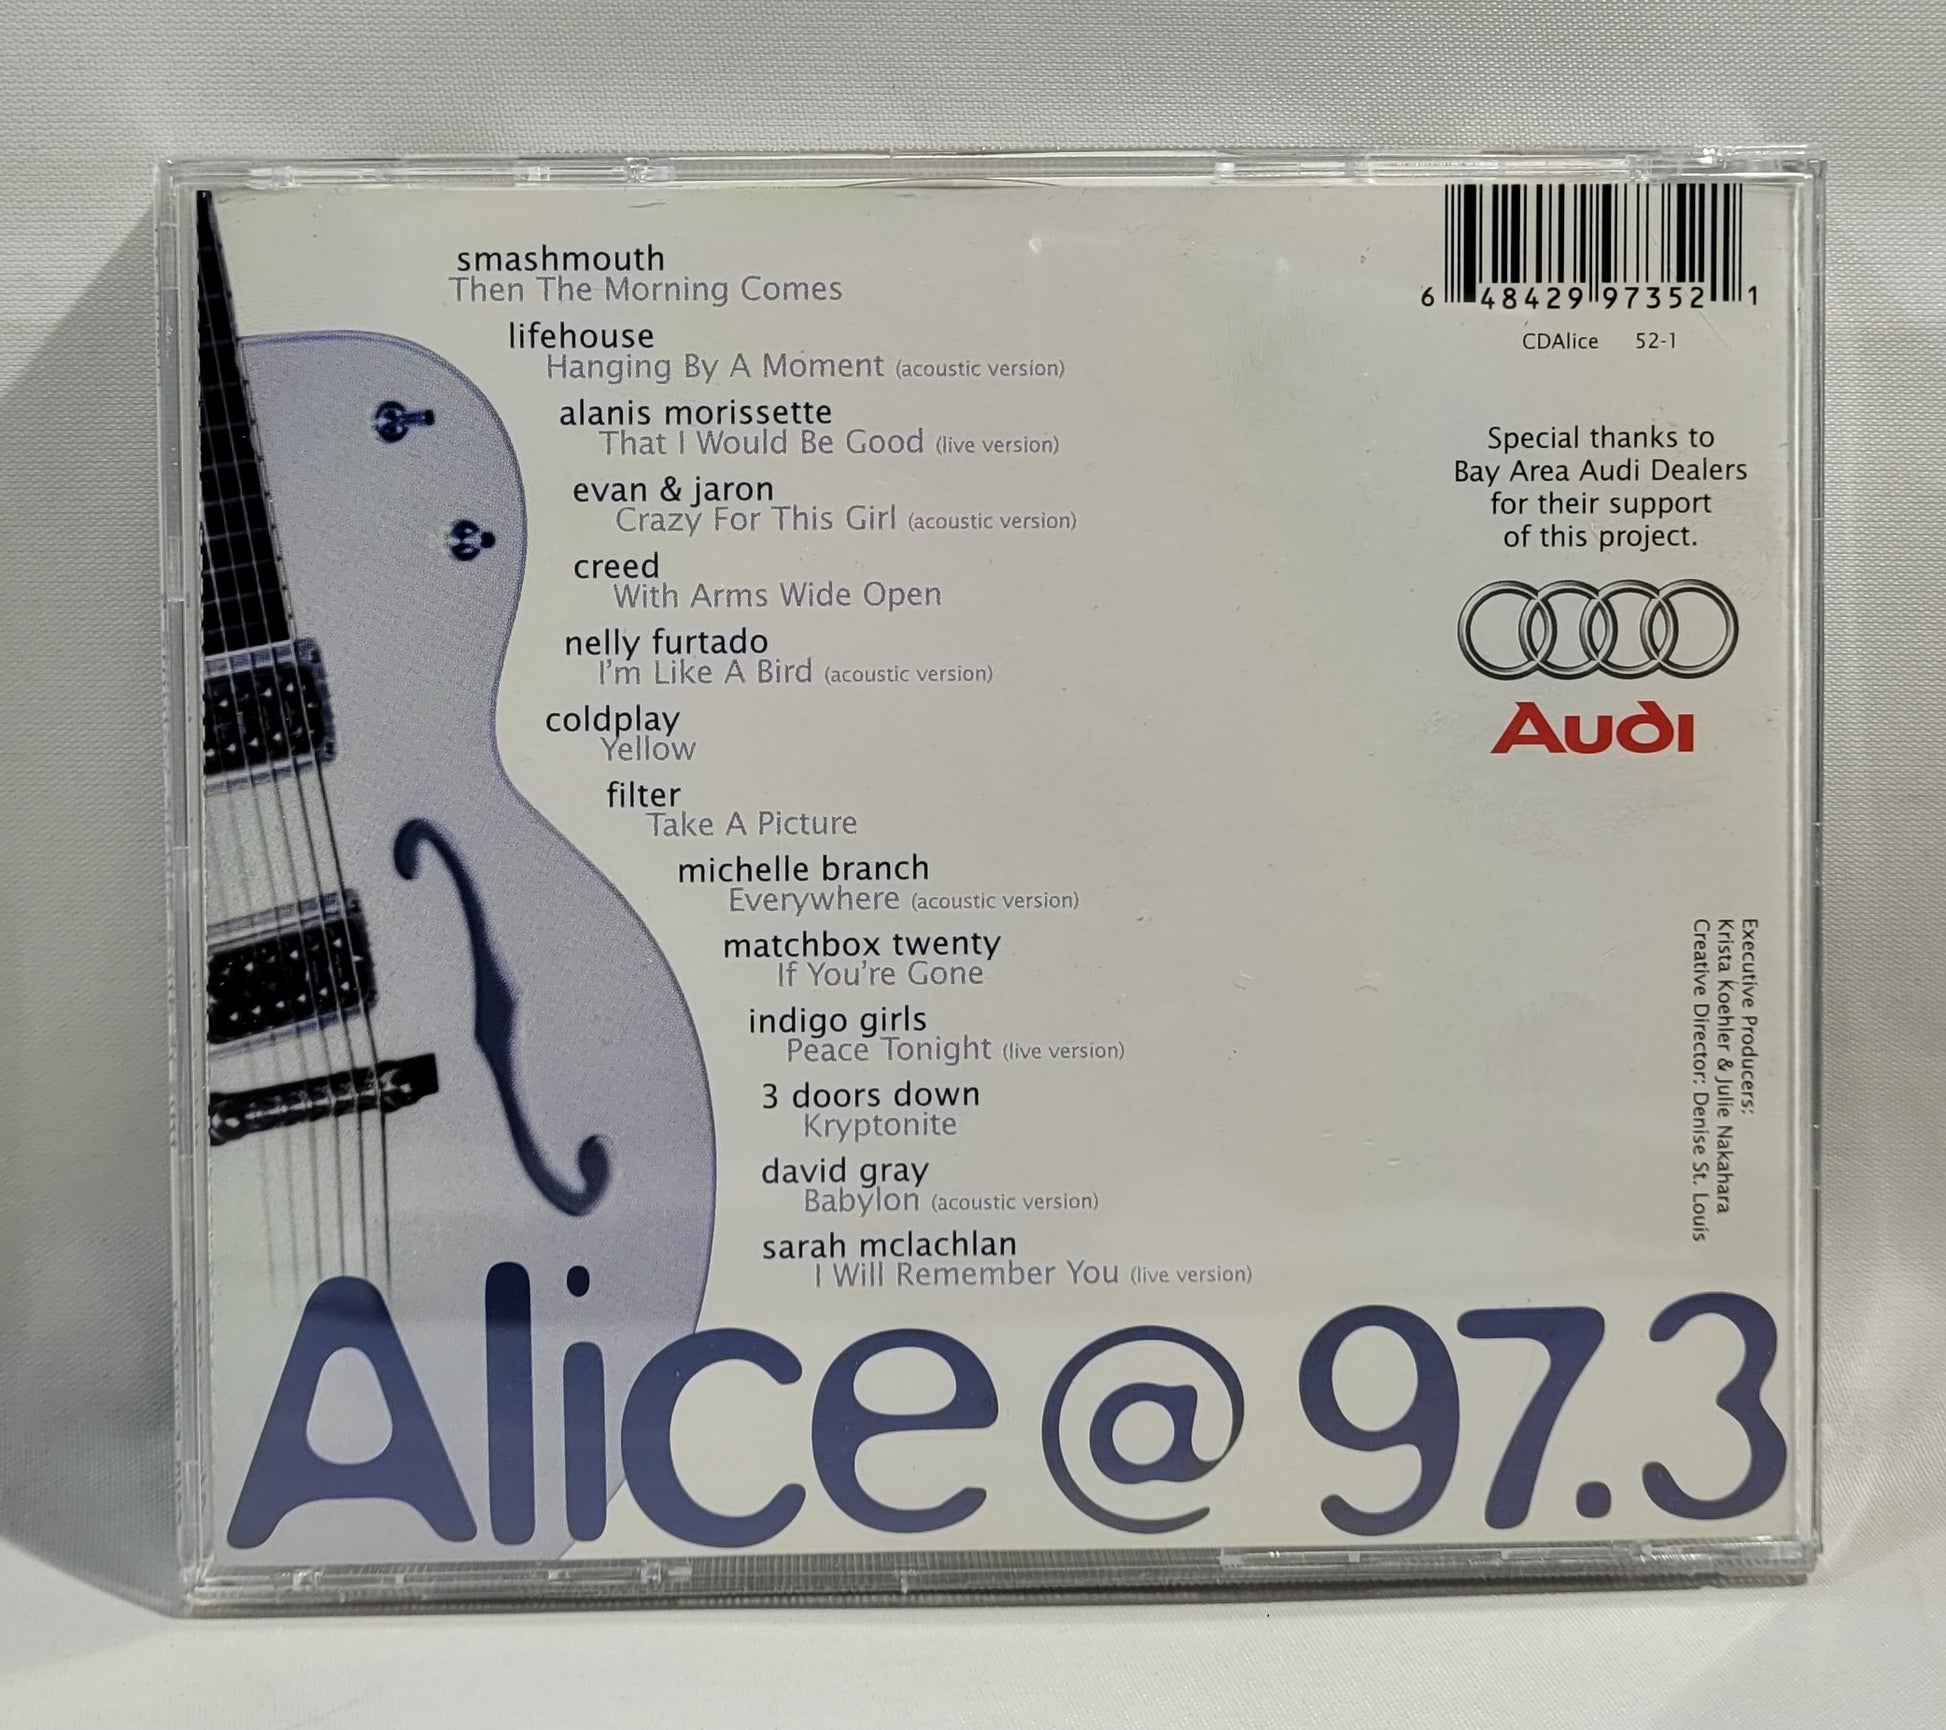 smashmouth
Then The Morning Comes
lifehouse
Hanging By A Moment (acoustic version)
alanis morissette
That I Would Be Good (live version)
evan & jaron
Crazy For This Girl (acoustic version)
creed
With Arms Wide Open
nelly furtado
I'm Like A Bird (acoustic version)
coldplay
Yellow
filter
Take A Picture
michelle branch
Everywhere (acoustic version)
matchbox twenty
If You're Gone
indigo girls
Peace Tonight (live version)
3 doors down
Kryptonite
david gray
Babylon (acoustic version)
sarah mclachlan
I Will Remember You (live version)
6 48429 97352 1
CDAlice 52-1
Special thanks to
Bay Area Audi Dealers
for their support
of this project.
Audi
Executive Producers:
Krista Koehler & Julie Nakahara
Creative Director: Denise St. Louis
Alice @ 97.3